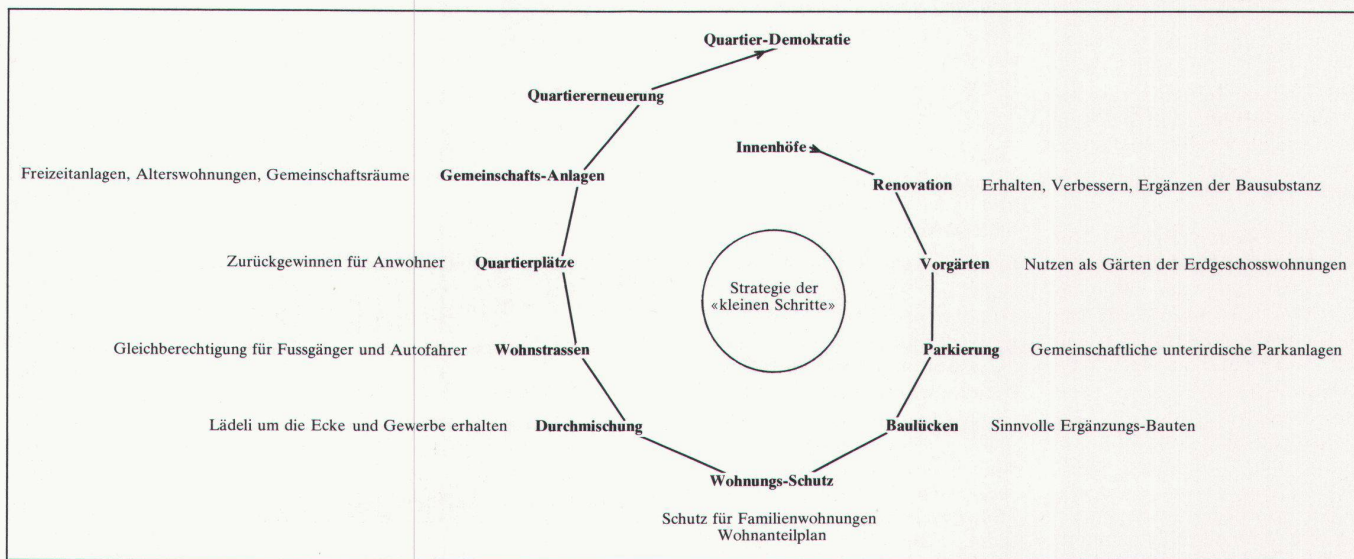 Quartier-Demokratie
Quartiererneuerung
Innenhöfe
Freizeitanlagen, Alterswohnungen, Gemeinschaftsräume Gemeinschafts-Anlagen
Renovation Erhalten, Verbessern, Ergänzen der Bausubstanz
Zurückgewinnen für Anwohner Quartierplätze
Vorgärten Nutzen als Gärten der Erdgeschosswohnungen
Strategie der
«kleinen Schritte»
Gleichberechtigung für Fussgänger und Autofahrer Wohnstrassen
Parkierung Gemeinschaftliche unterirdische Parkanlagen
Lädeli um die Ecke und Gewerbe erhalten Durchmischung
Baulücken Sinnvolle Ergänzungs-Bauten
Wohnungs-Schutz
Schutz für Familienwohnungen
Wohnanteilplan